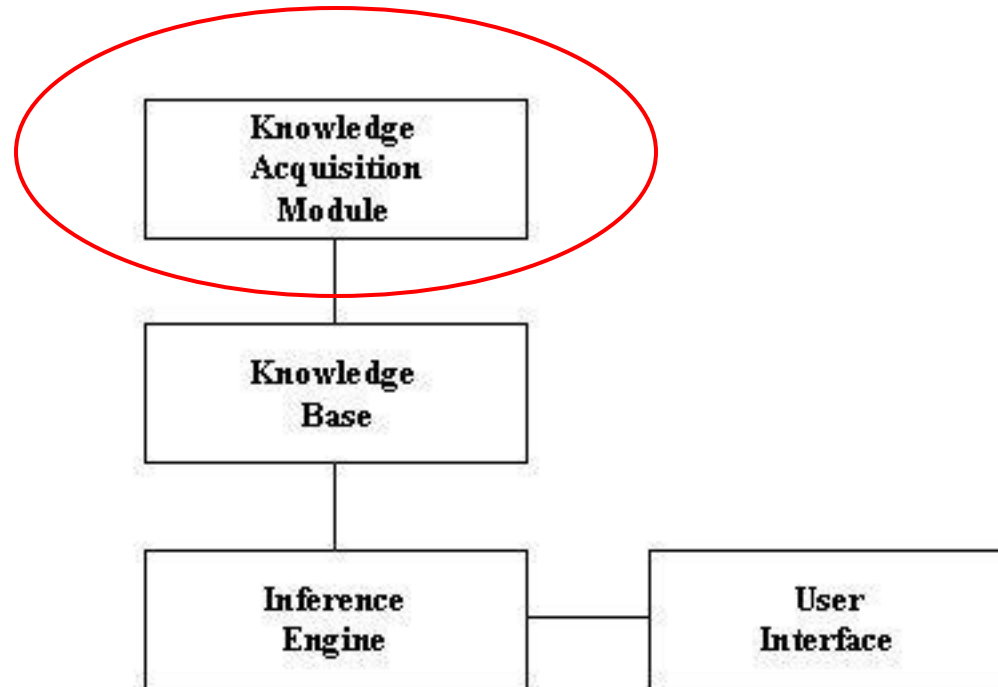 Knowledge
Acquisition
Module
Knowledge
Base
Inference
Engine
User
Interface